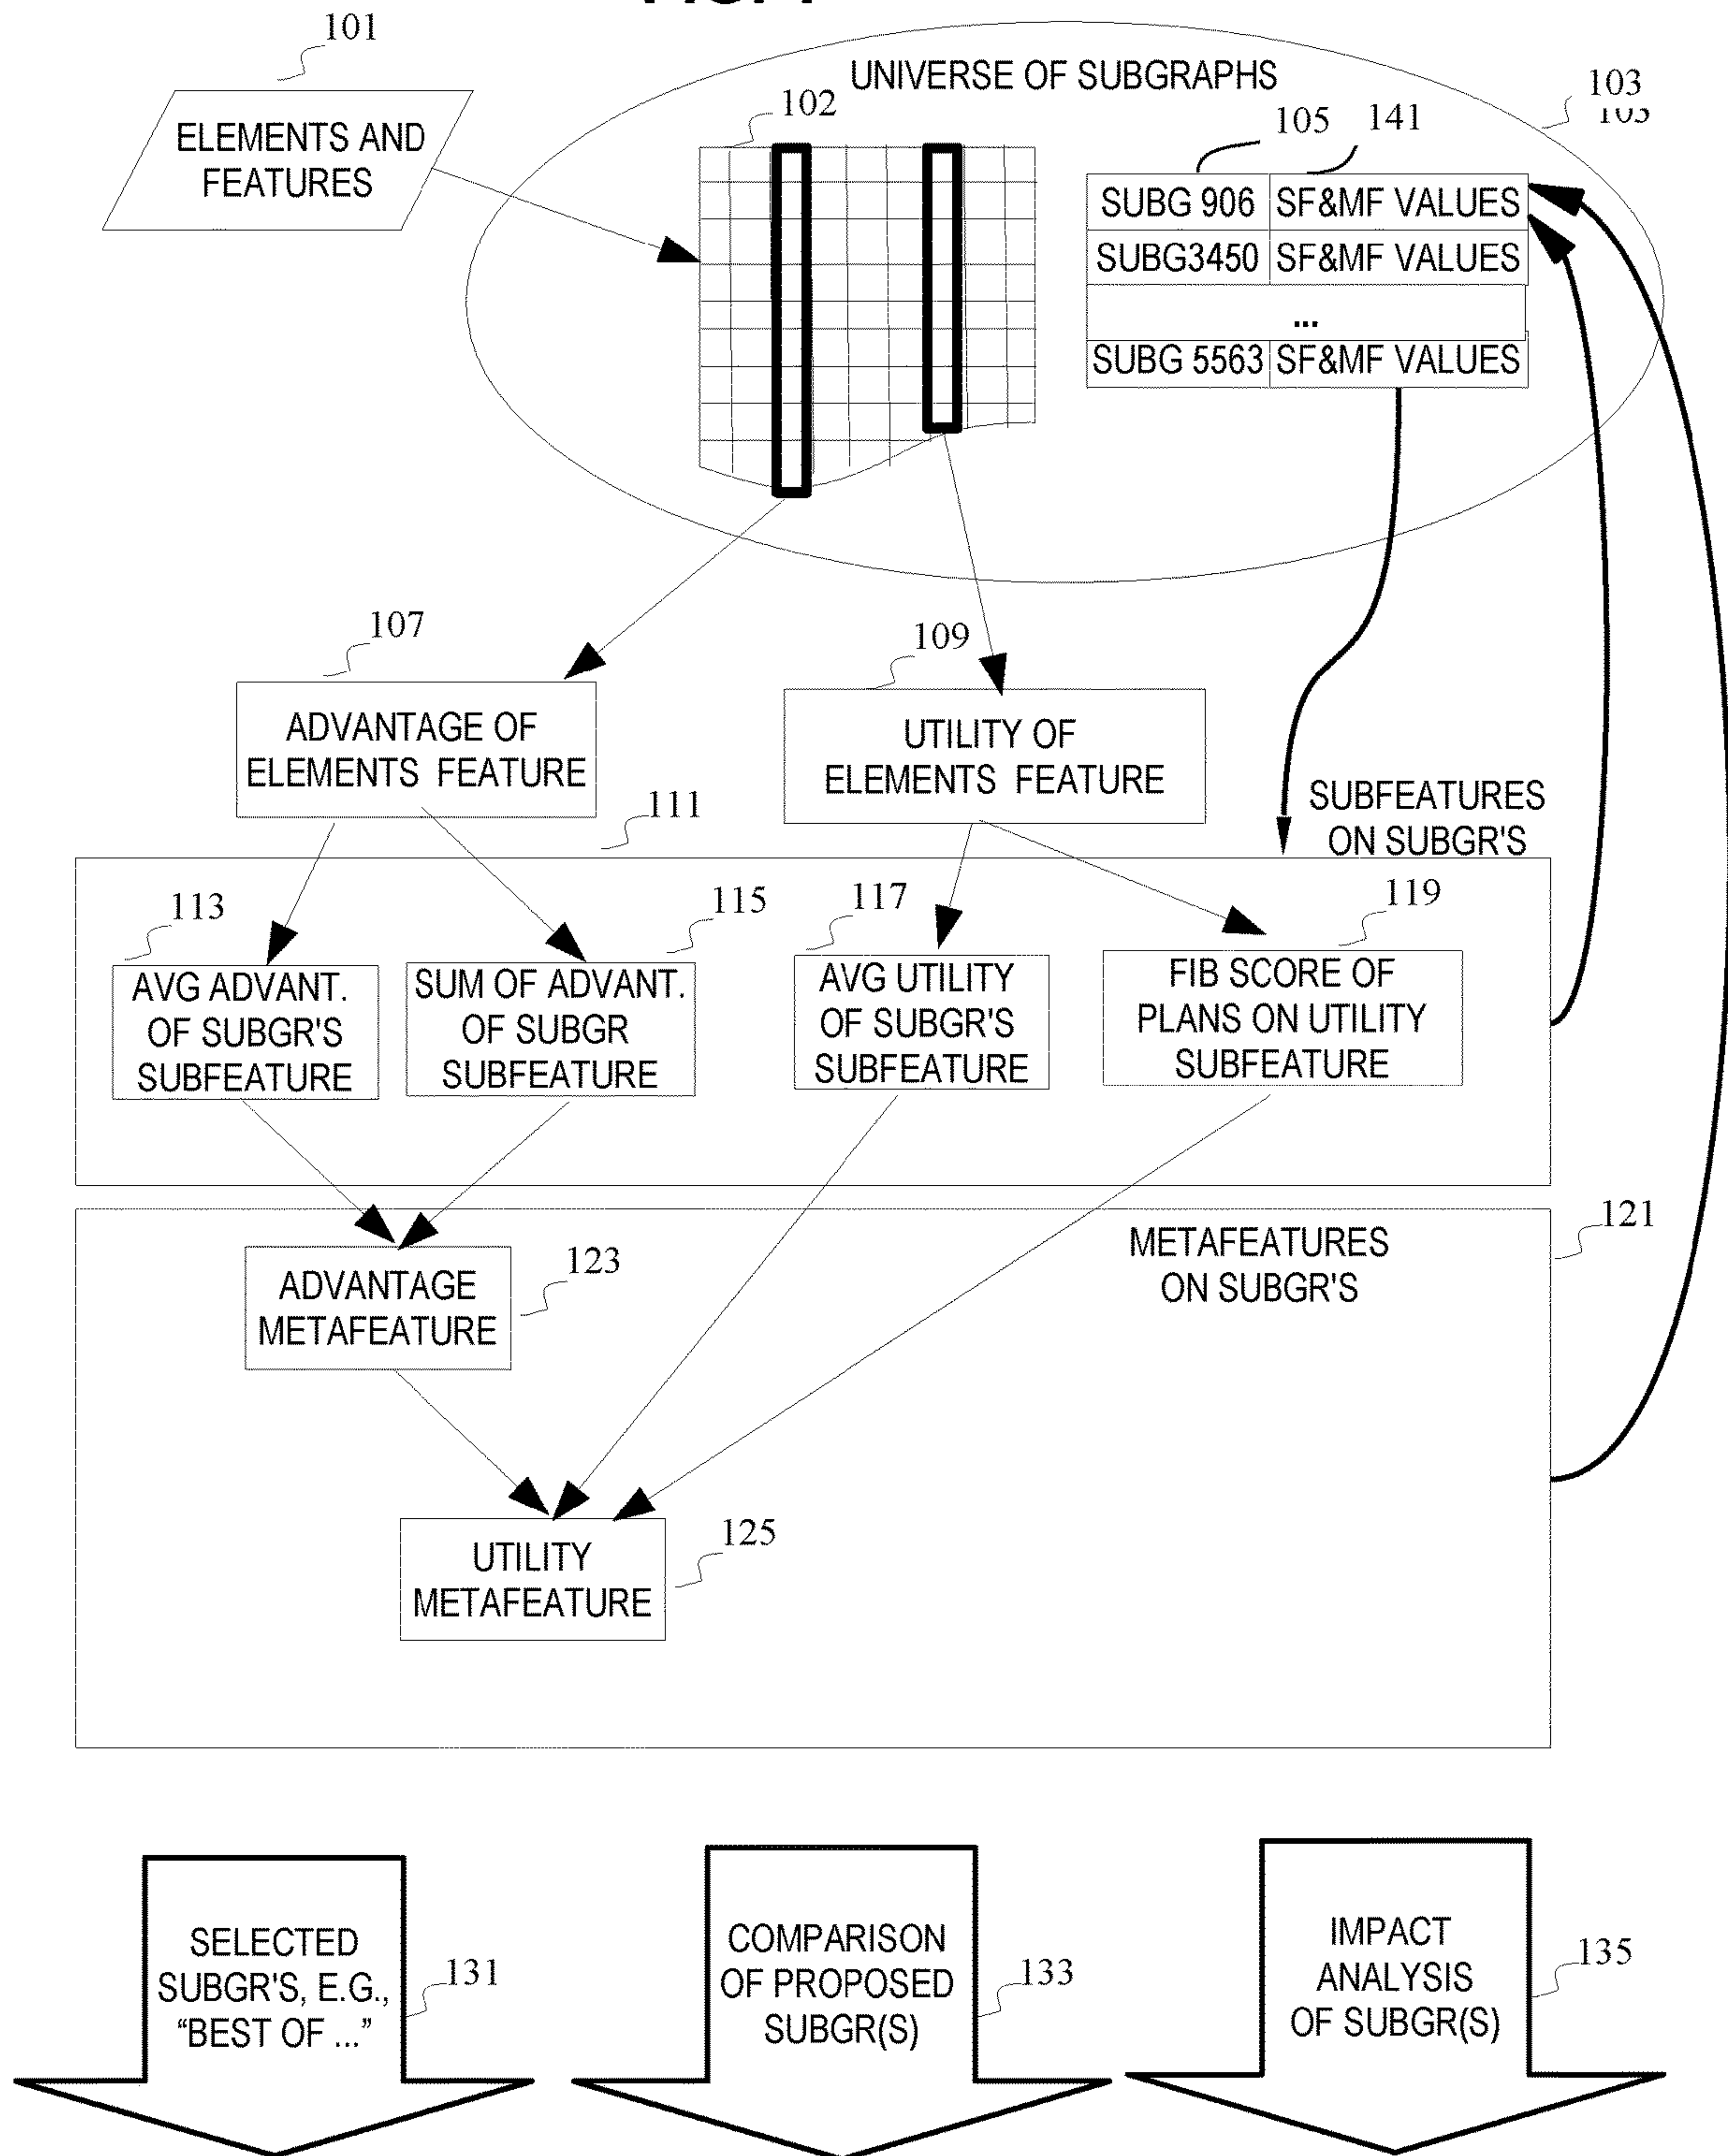 101
ELEMENTS AND
FEATURES
UNIVERSE OF SUBGRAPHS
102
103
105
141
SUBG 906 SF&MF VALUES
SUBG3450 SF&MF VALUES
...
SUBG 5563 SF&MF VALUES
107
ADVANTAGE OF
ELEMENTS FEATURE
109
UTILITY OF
ELEMENTS FEATURE
111
SUBFEATURES
ON SUBGR'S
113
AVG ADVANT.
OF SUBGR'S
SUBFEATURE
115
SUM OF ADVANT.
OF SUBGR
SUBFEATURE
117
AVG UTILITY
OF SUBGR'S
SUBFEATURE
119
FIB SCORE OF
PLANS ON UTILITY
SUBFEATURE
121
METAFEATURES
ON SUBGR'S
123
ADVANTAGE
METAFEATURE
125
UTILITY
METAFEATURE
SELECTED
SUBGR'S, E.G.,
“BEST OF ...”
131
COMPARISON
OF PROPOSED
SUBGR(S)
133
IMPACT
ANALYSIS
OF SUBGR(S)
135